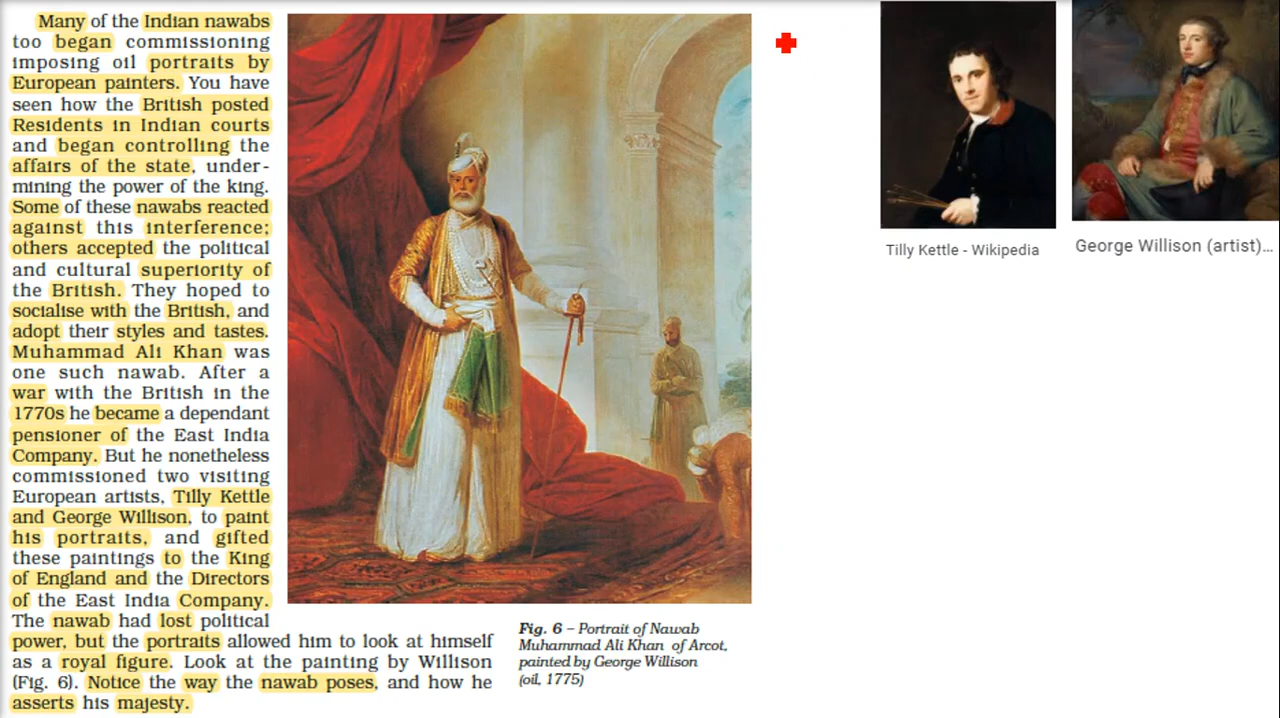 Many of the Indian nawabs
too began commissioning
imposing oil portraits by
European painters. You have
seen how the British posted
Residents in Indian courts
and began controlling the
affairs of the state, under-
mining the power of the king.
Some of these nawabs reacted
against this interference;
others accepted the political
and cultural superiority of
the British. They hoped to
socialise with the British, and
adopt their styles and tastes.
Muhammad Ali Khan was
one such nawab. After a
war with the British in the
1770s he became a dependant
pensioner of the East India
Company. But he nonetheless
commissioned two visiting
European artists, Tilly Kettle
and George Willison, to paint
his portraits, and gifted
these paintings to the King
of England and the Directors
of the East India Company.
The nawab had lost political
power, but the portraits allowed him to look at himself
as a royal figure. Look at the painting by Willison
(Fig. 6). Notice the way the nawab poses, and how he
asserts his majesty.
Fig. 6 – Portrait of Nawab
Muhammad Ali Khan of Arcot,
painted by George Willison
(oil, 1775)
Tilly Kettle - Wikipedia
George Willison (artist)...